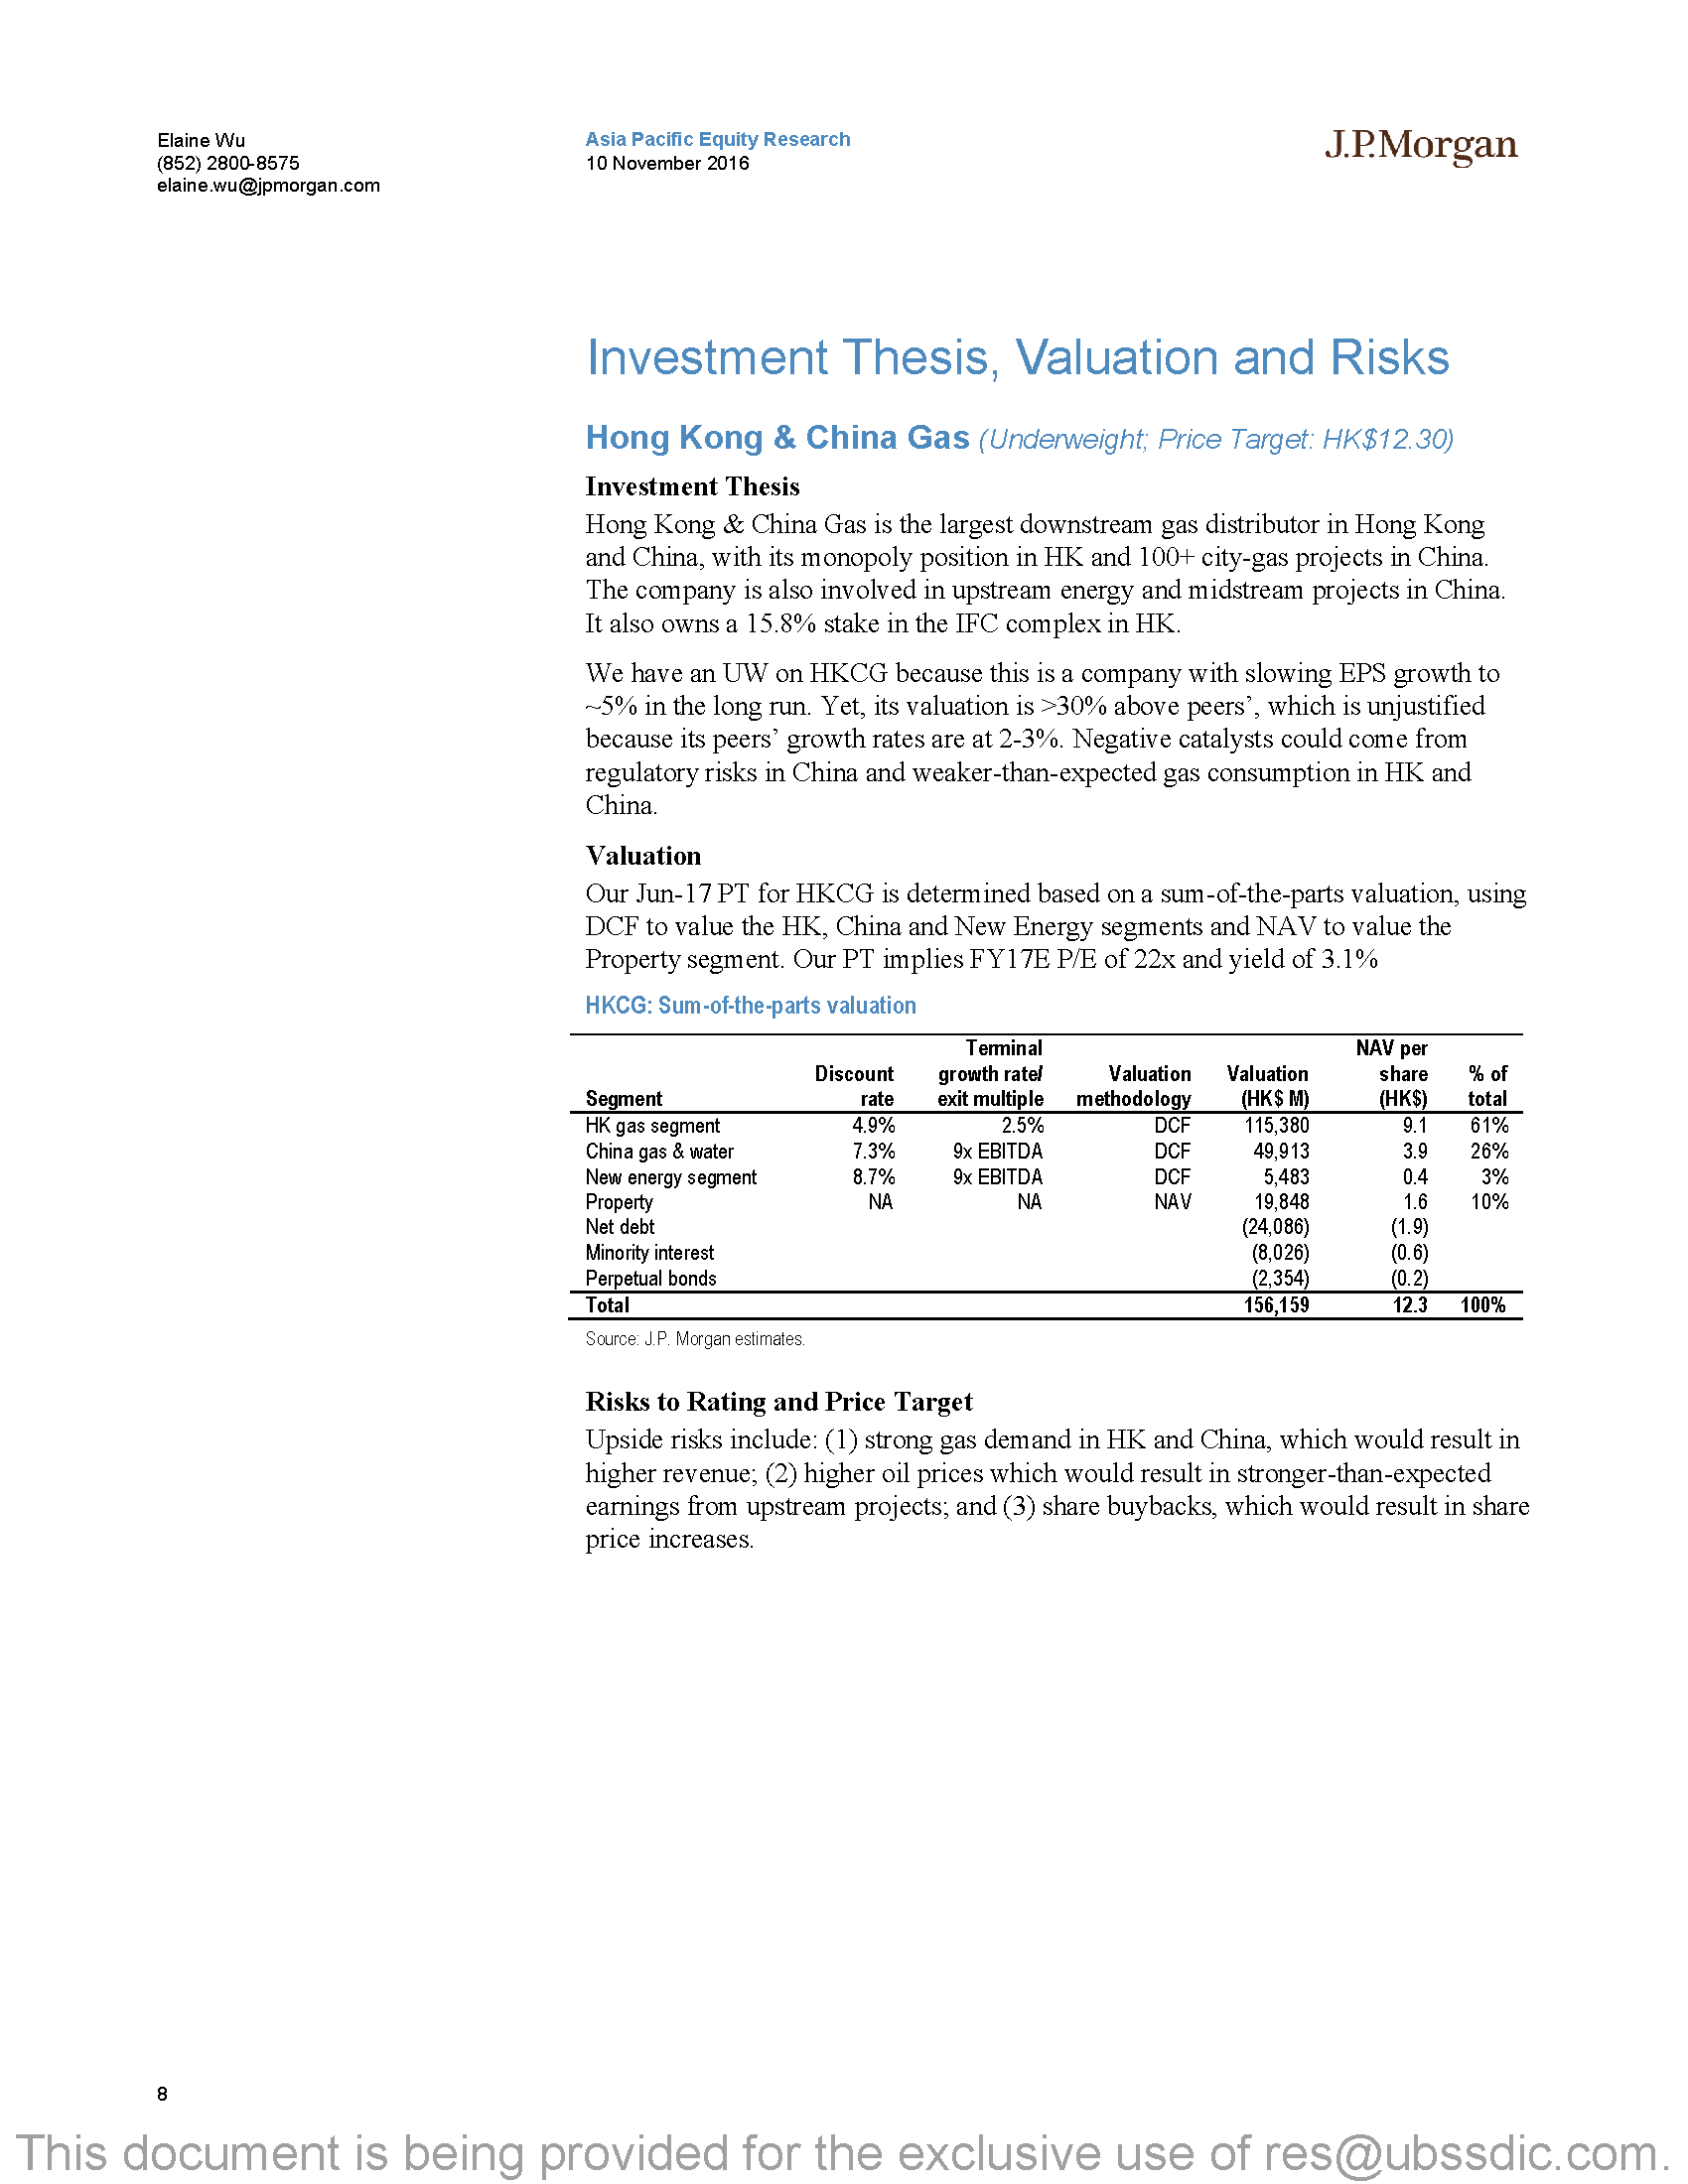 Elaine Wu
(852) 2800-8575
elaine.wu@jpmorgan.com
Asia Pacific Equity Research
10 November 2016
J.P.Morgan
Investment Thesis, Valuation and Risks
Hong Kong & China Gas (Underweight; Price Target: HK$12.30)
Investment Thesis
Hong Kong & China Gas is the largest downstream gas distributor in Hong Kong
and China, with its monopoly position in HK and 100+ city-gas projects in China.
The company is also involved in upstream energy and midstream projects in China.
It also owns a 15.8% stake in the IFC complex in HK.
We have an UW on HKCG because this is a company with slowing EPS growth to
~5% in the long run. Yet, its valuation is >30% above peers’, which is unjustified
because its peers’ growth rates are at 2-3%. Negative catalysts could come from
regulatory risks in China and weaker-than-expected gas consumption in HK and
China.
Valuation
Our Jun-17 PT for HKCG is determined based on a sum-of-the-parts valuation, using
DCF to value the HK, China and New Energy segments and NAV to value the
Property segment. Our PT implies FY17E P/E of 22x and yield of 3.1%
HKCG: Sum-of-the-parts valuation
Terminal NAV per
Discount growth rate/ Valuation Valuation share % of
Segment rate exit multiple methodology (HK$ M) (HK$) total
HK gas segment 4.9% 2.5% DCF 115,380 9.1 61%
China gas & water 7.3% 9x EBITDA DCF 49,913 3.9 26%
New energy segment 8.7% 9x EBITDA DCF 5,483 0.4 3%
Property NA NA NAV 19,848 1.6 10%
Net debt (24,086) (1.9)
Minority interest (8,026) (0.6)
Perpetual bonds (2,354) (0.2)
Total 156,159 12.3 100%
Source: J.P. Morgan estimates.
Risks to Rating and Price Target
Upside risks include: (1) strong gas demand in HK and China, which would result in
higher revenue; (2) higher oil prices which would result in stronger-than-expected
earnings from upstream projects; and (3) share buybacks, which would result in share
price increases.
8
This document is being provided for the exclusive use of res@ubssdic.com.